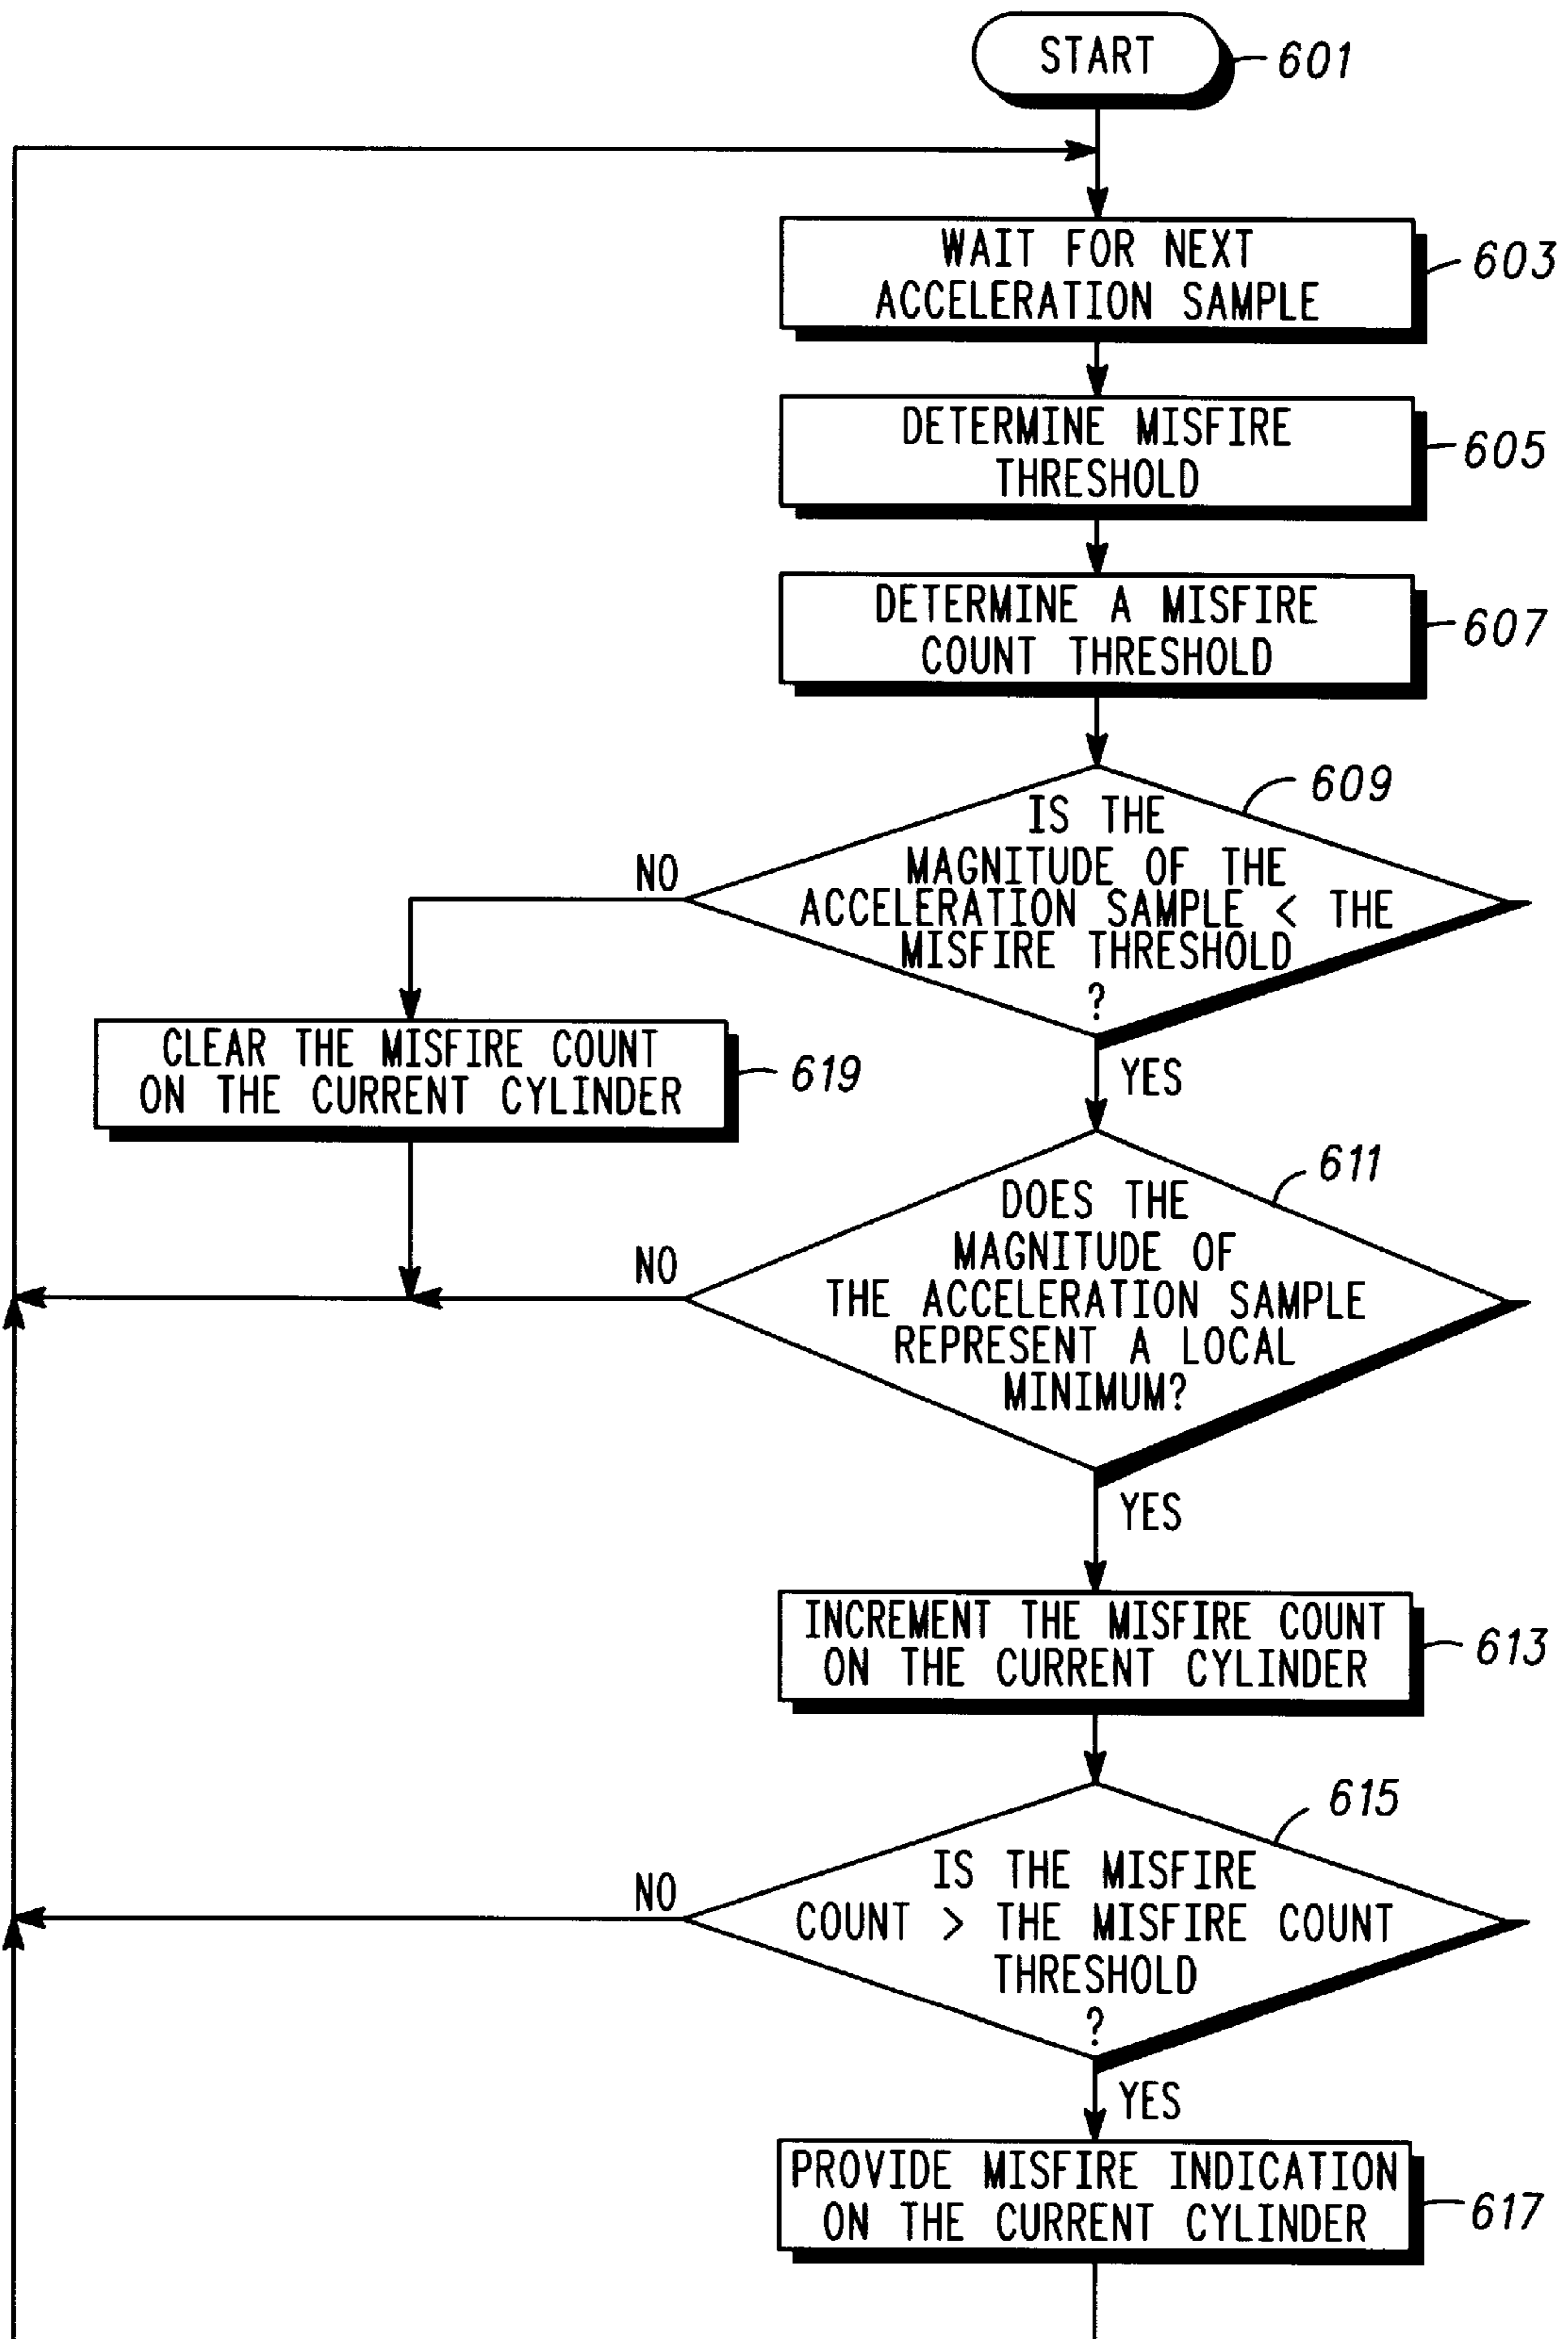 START
601
WAIT FOR NEXT
ACCELERATION SAMPLE
603
DETERMINE MISFIRE
THRESHOLD
605
DETERMINE A MISFIRE
COUNT THRESHOLD
607
609
IS THE
MAGNITUDE OF THE
ACCELERATION SAMPLE < THE
MISFIRE THRESHOLD
?
NO
YES
CLEAR THE MISFIRE COUNT
ON THE CURRENT CYLINDER
619
611
DOES THE
MAGNITUDE OF
THE ACCELERATION SAMPLE
REPRESENT A LOCAL
MINIMUM?
NO
YES
INCREMENT THE MISFIRE COUNT
ON THE CURRENT CYLINDER
613
615
IS THE MISFIRE
COUNT > THE MISFIRE COUNT
THRESHOLD
?
NO
YES
PROVIDE MISFIRE INDICATION
ON THE CURRENT CYLINDER
617